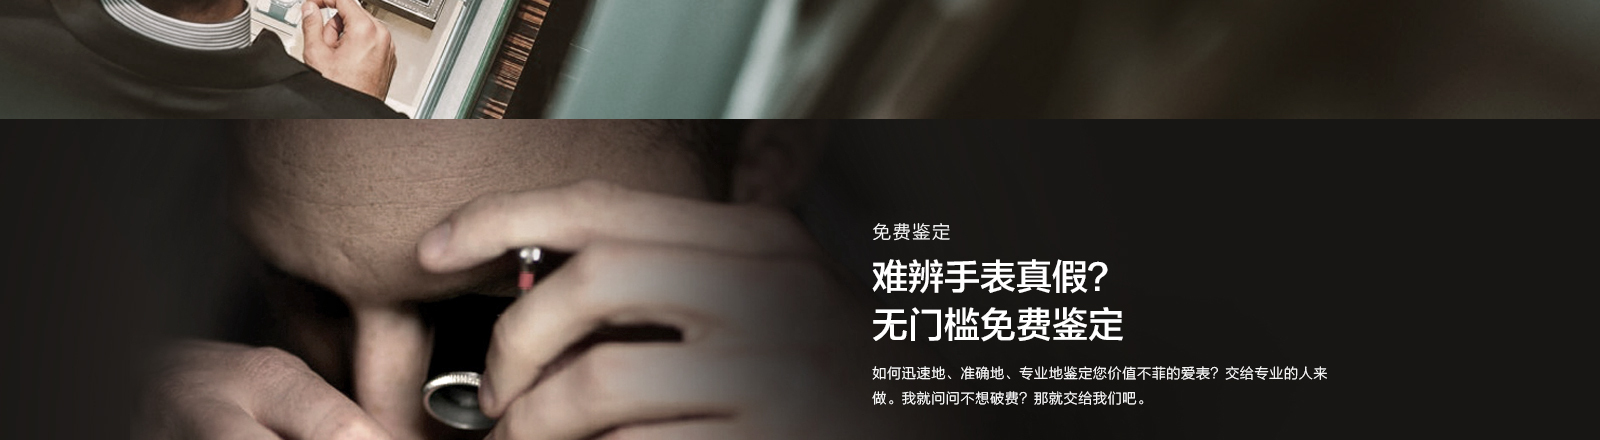 免费鉴定
难辨手表真假?
无门槛免费鉴定
如何迅速地、准确地、专业地鉴定您价值不菲的爱表？交给专业的人来
做。我就问问不想破费？那就交给我们吧。